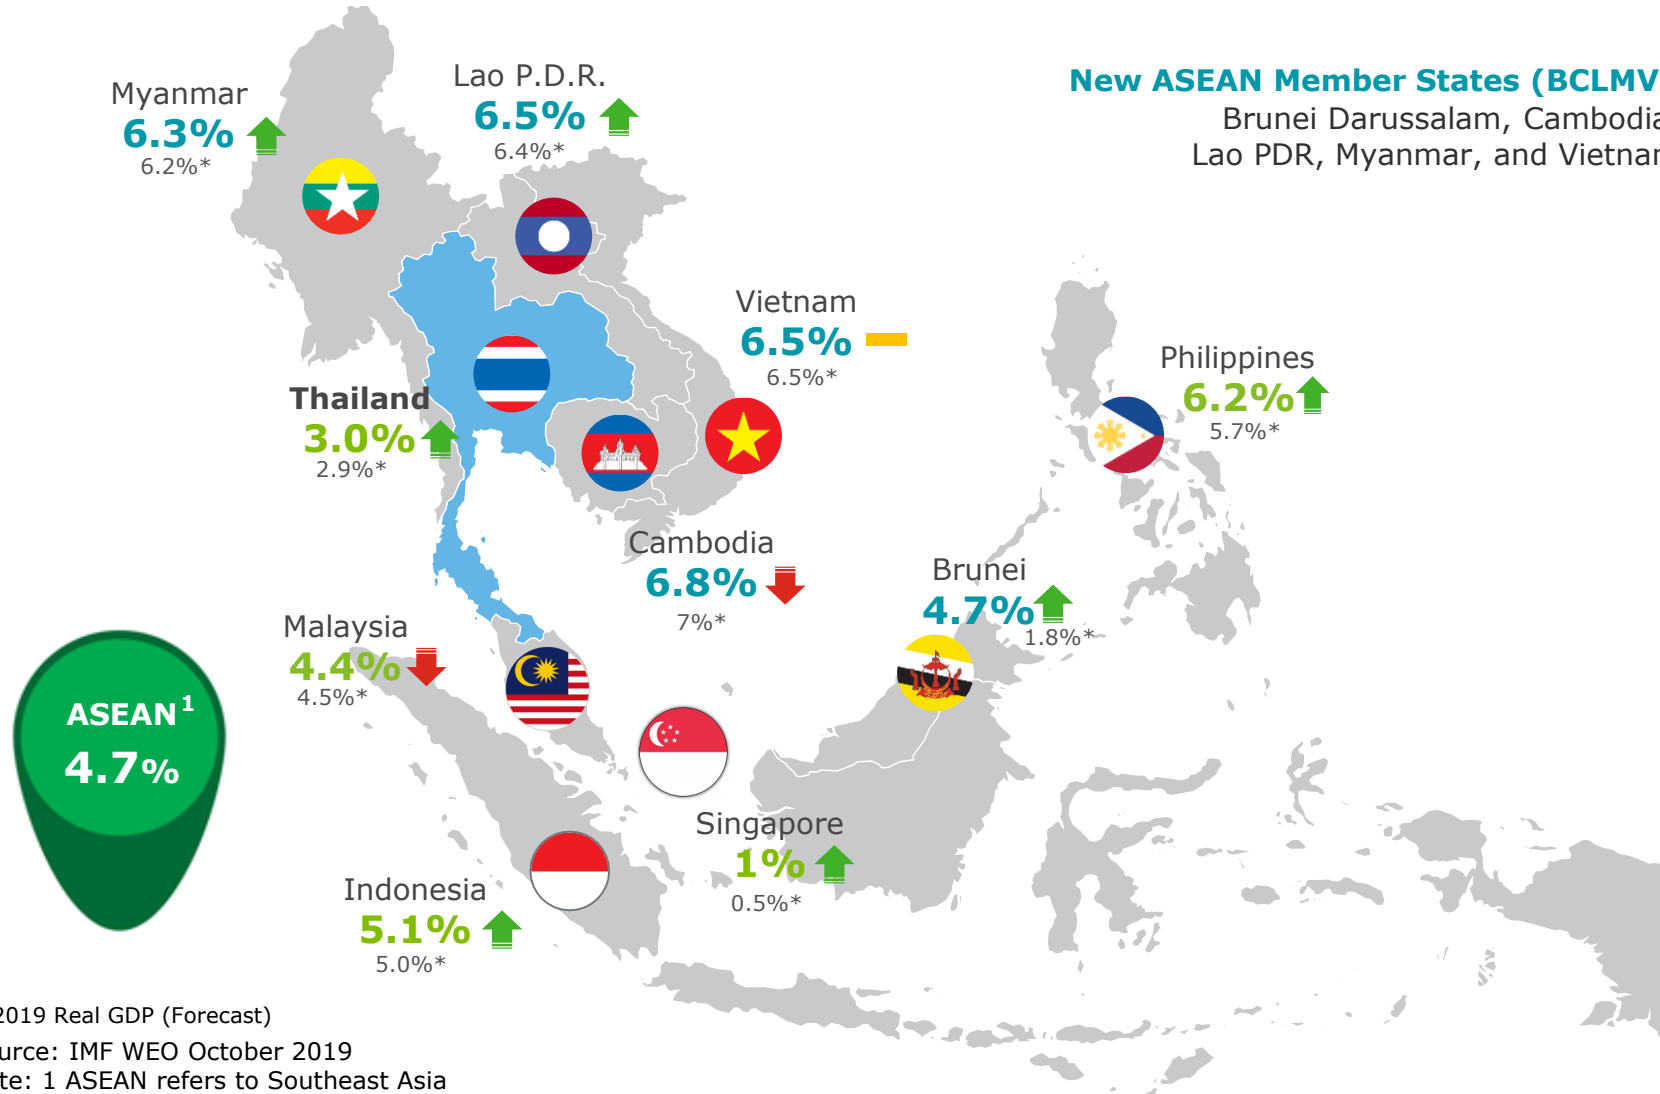 New ASEAN Member States (BCLMV
Brunei Darussalam, Cambodia
Lao PDR, Myanmar, and Vietnam
Myanmar
6.3%
6.2%*
Lao P.D.R.
6.5%
6.4%*
Vietnam
6.5%
6.5%*
Philippines
6.2%
5.7%*
Thailand
3.0%
2.9%*
Cambodia
6.8%
7%*
Brunei
4.7%
1.8%*
Malaysia
4.4%
4.5%*
ASEAN1
4.7%
Singapore
1%
0.5%*
Indonesia
5.1%
5.0%*
2019 Real GDP (Forecast)
urce: IMF WEO October 2019
te: 1 ASEAN refers to Southeast Asia